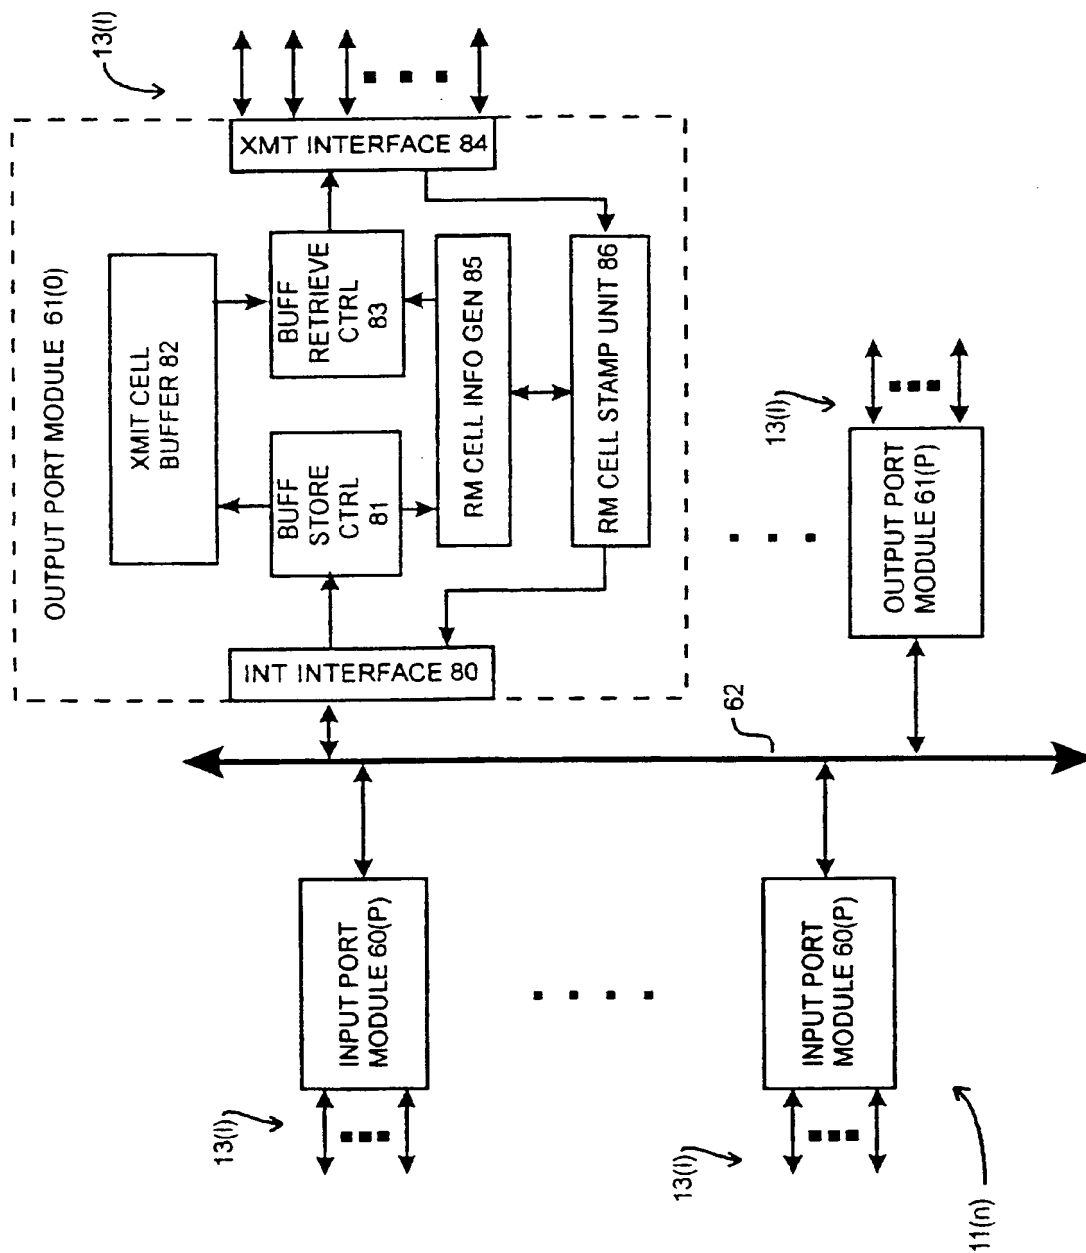 13(I)
OUTPUT PORT MODULE 61(0)
XMIT CELL
BUFFER 82
INT INTERFACE 80
BUFF
STORE
CTRL
81
BUFF
RETRIEVE
CTRL
83
XMT INTERFACE 84
RM CELL INFO GEN 85
RM CELL STAMP UNIT 86
62
13(I)
OUTPUT PORT
MODULE 61(P)
13(I)
INPUT PORT
MODULE 60(P)
13(I)
INPUT PORT
MODULE 60(P)
11(n)